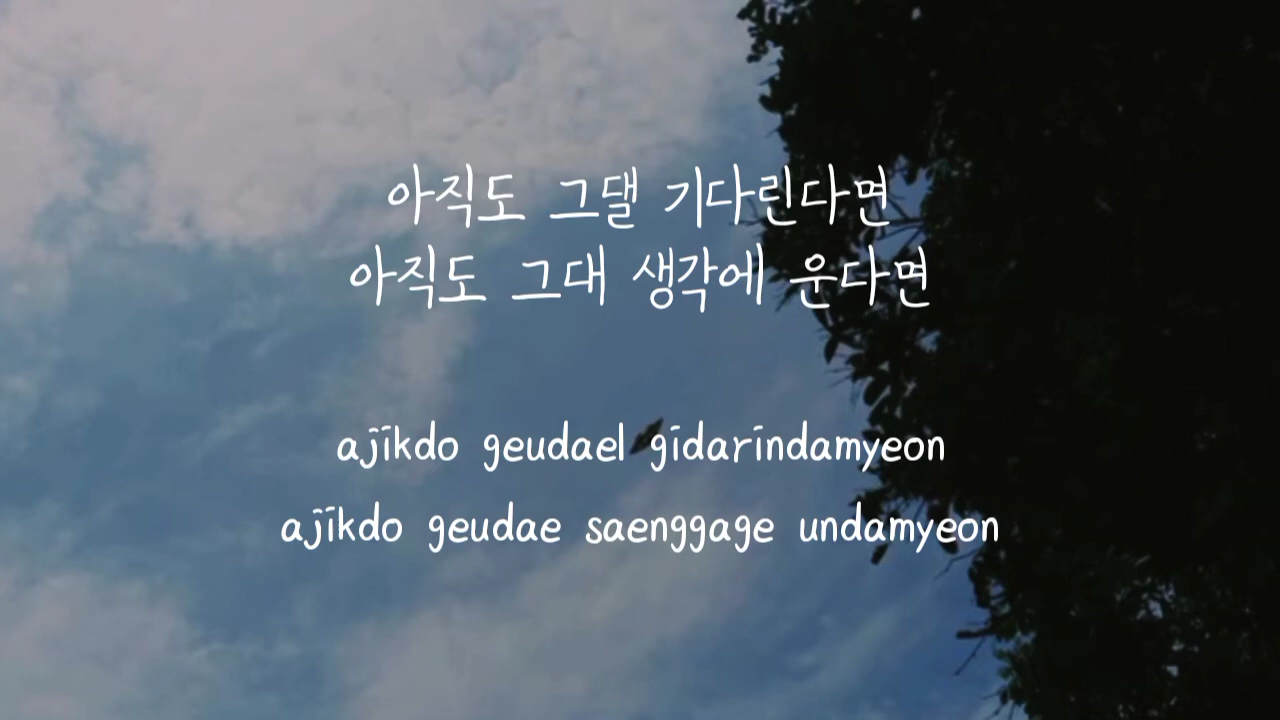 아직도 그댈 기다린다면
아직도 그대 생각에 운다면
ajikdo geudael gidarindamyeon
ajikdo geudae saenggage undamyeon